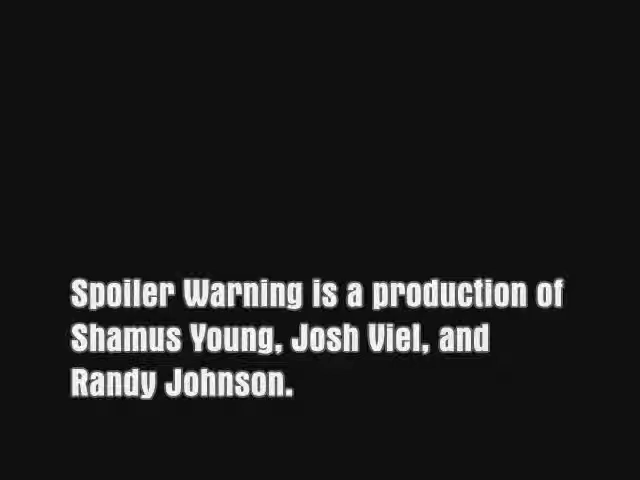 Spoiler Warning is a production of
Shamus Young, Josh Viel, and
Randy Johnson.